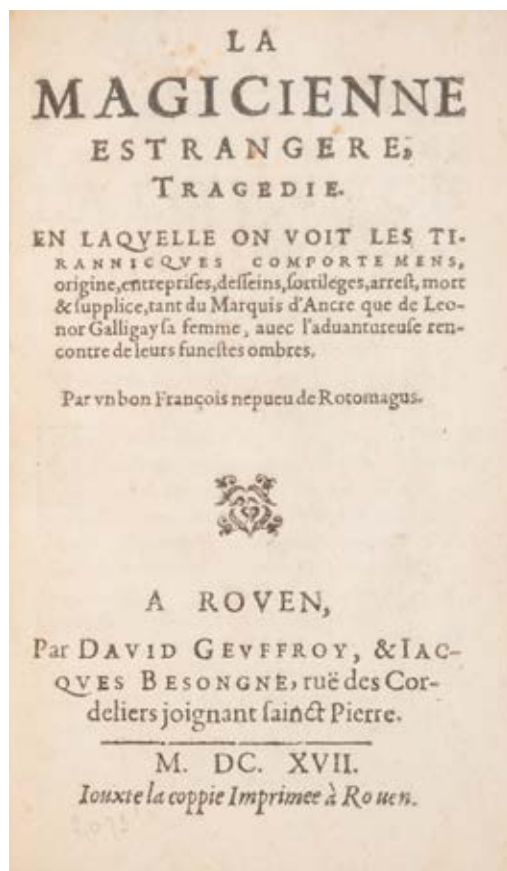 LA
MAGICIENNE
ESTRANGERE,
TRAGEDIE.
EN LAQVELLE ON VOIT LES TI-
RANNICQVES COMPORTEMENS,
origine,entreprises,desseins,sortileges,arrest, mort
& supplice,tant du Marquis d'Ancre que de Leo-
nor Galligay sa femme, auec l'aduantureuse ren-
contre de leurs funestes ombres.
Par vn bon François nepueu de Rotomagus.
A ROVEN,
Par DAVID GEVFFROY, & IAC-
QVES BESONGNE, ruë des Cor-
deliers joignant sainct Pierre.
M. DC. XVII.
Iouxte la coppie Imprimee à Rouen.